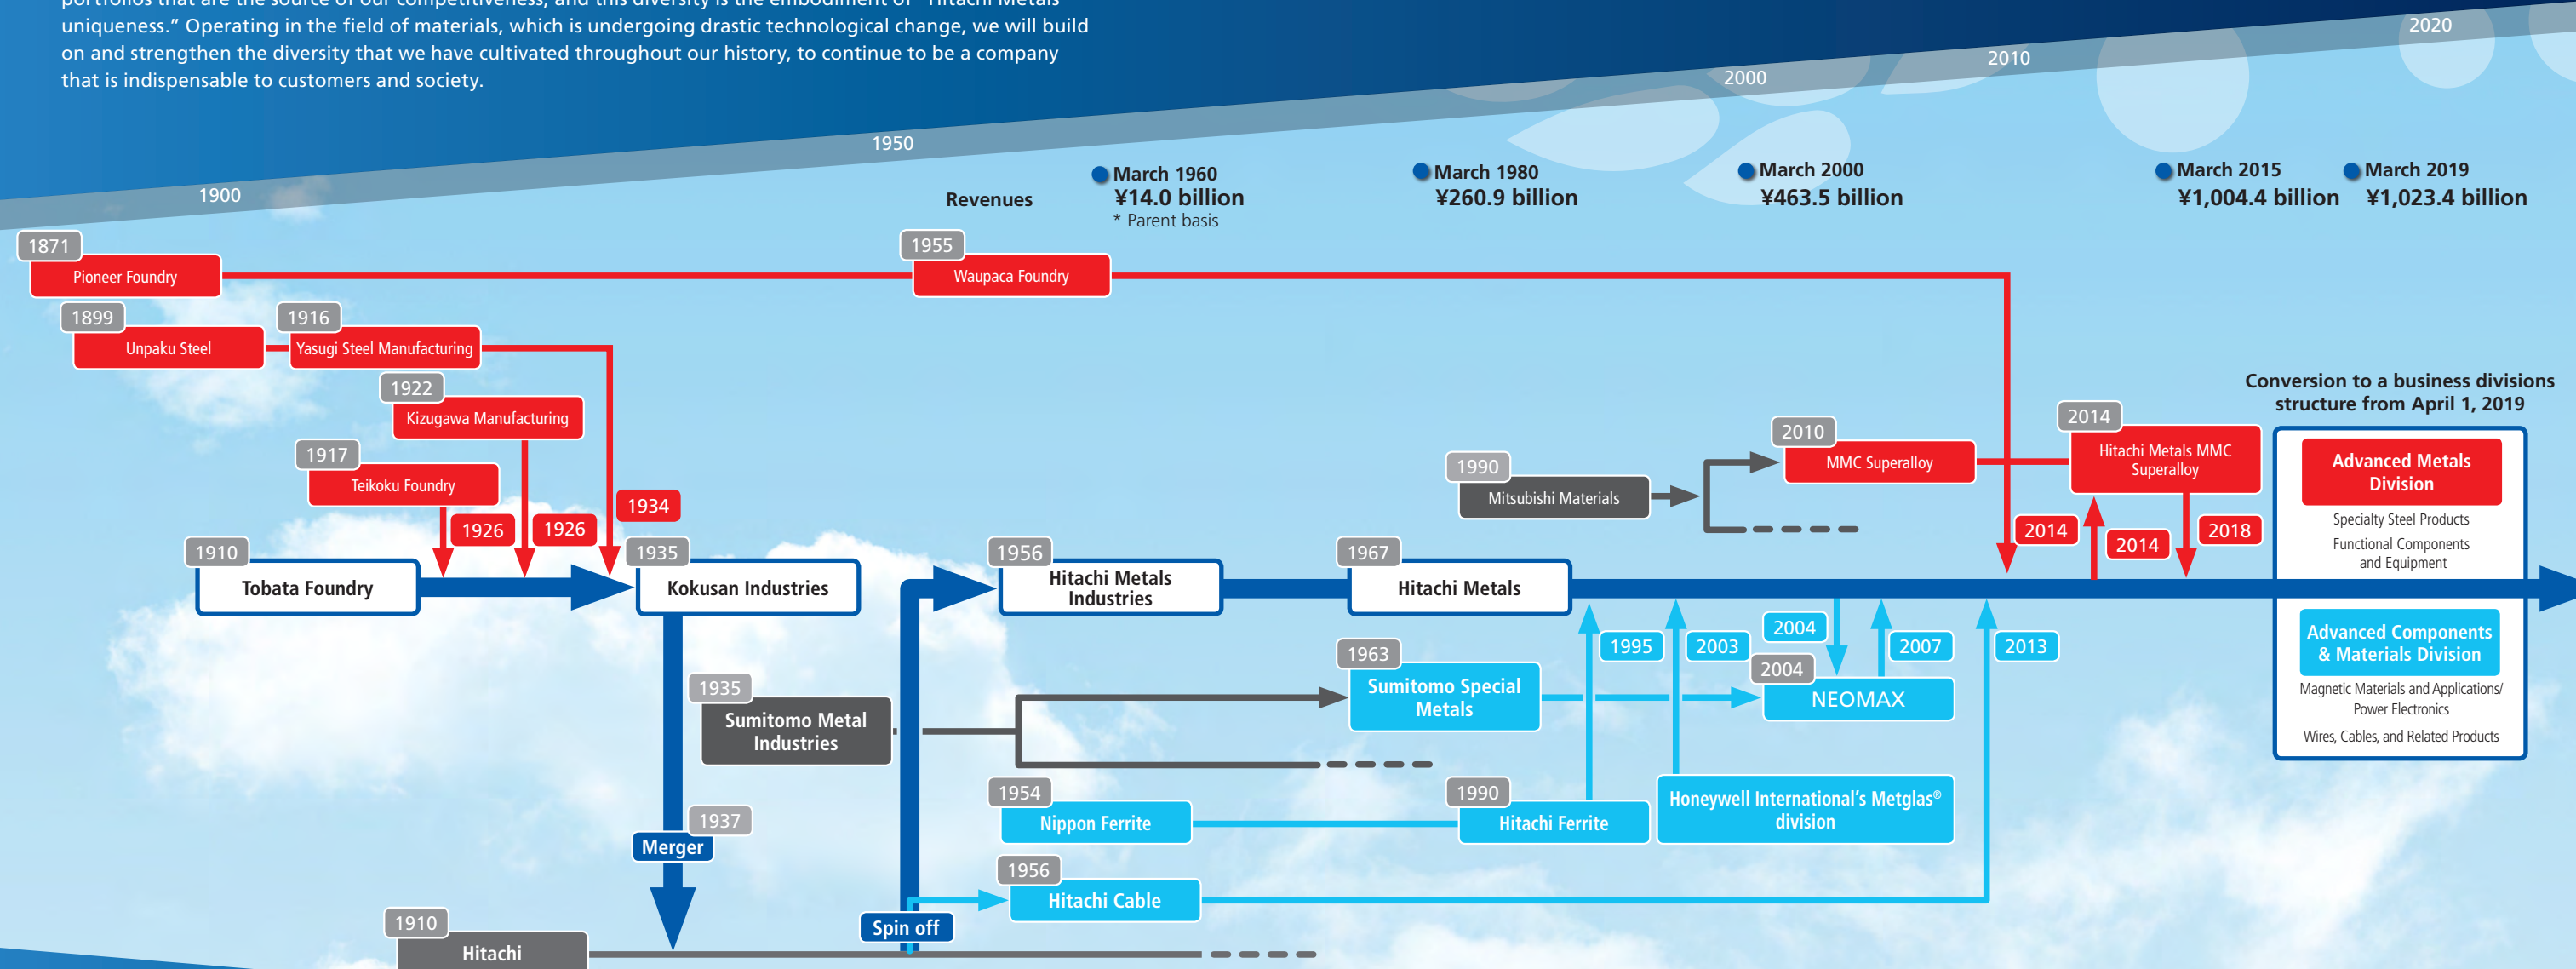 portfolios that are the source of our competitiveness, and this diversity is the embodiment of “Hitachi Metals
uniqueness.” Operating in the field of materials, which is undergoing drastic technological change, we will build
on and strengthen the diversity that we have cultivated throughout our history, to continue to be a company
that is indispensable to customers and society.
1900
1950
2000
2010
2020
Revenues
March 1960
¥14.0 billion
* Parent basis
March 1980
¥260.9 billion
March 2000
¥463.5 billion
March 2015
¥1,004.4 billion
March 2019
¥1,023.4 billion
1871
Pioneer Foundry
1955
Waupaca Foundry
1899
Unpaku Steel
1916
Yasugi Steel Manufacturing
1922
Kizugawa Manufacturing
1917
Teikoku Foundry
1926
1926
1934
1910
Tobata Foundry
1935
Kokusan Industries
1956
Hitachi Metals
Industries
1967
Hitachi Metals
1990
Mitsubishi Materials
2010
MMC Superalloy
2014
Hitachi Metals MMC
Superalloy
2014
2014
2018
Conversion to a business divisions
structure from April 1, 2019
Advanced Metals
Division
Specialty Steel Products
Functional Components
and Equipment
Advanced Components
& Materials Division
Magnetic Materials and Applications/
Power Electronics
Wires, Cables, and Related Products
1935
Sumitomo Metal
Industries
1963
Sumitomo Special
Metals
1995
2003
2004
2004
NEOMAX
2007
2013
1937
Merger
1954
Nippon Ferrite
1990
Hitachi Ferrite
Honeywell International’s Metglas®
division
1956
Hitachi Cable
Spin off
1910
Hitachi